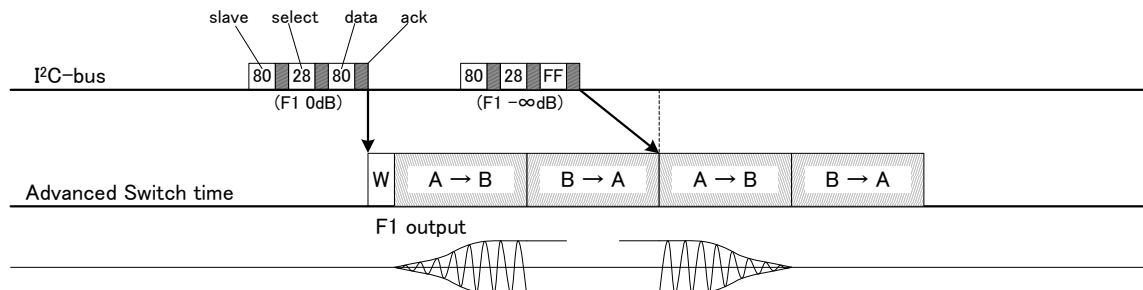 slave select data ack
I²C-bus
80 28 80 80 28 FF
(F1 0dB) (F1 -∞dB)
W A → B B → A A → B B → A
Advanced Switch time
F1 output